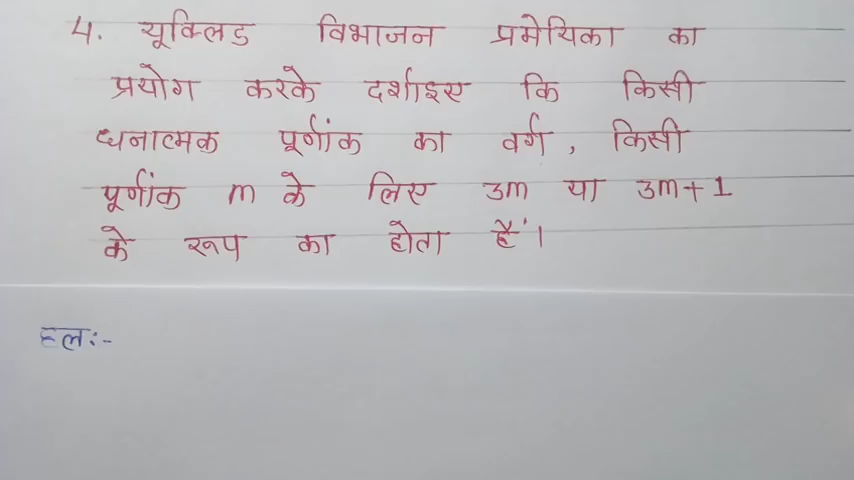 4. यूक्लिड विभाजन प्रमेयिका का
प्रयोग करके दर्शाइए कि किसी
धनात्मक पूर्णांक का वर्ग , किसी
पूर्णांक m के लिए 3m या 3m+1
के रूप का होता हैं।
हलः-